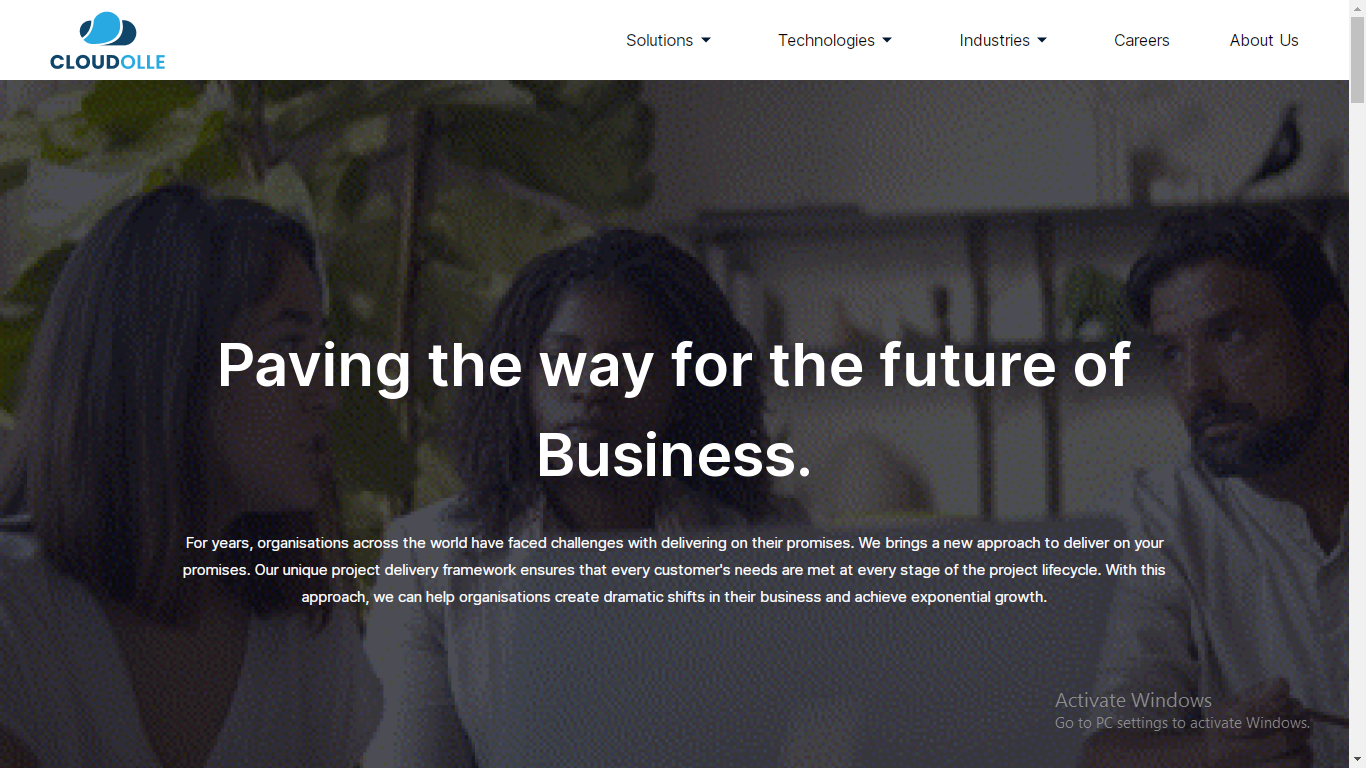 CLOUDOLLE
Solutions
Technologies
Industries
Careers
About Us
Paving the way for the future of
Business.
For years, organisations across the world have faced challenges with delivering on their promises. We brings a new approach to deliver on your
promises. Our unique project delivery framework ensures that every customer's needs are met at every stage of the project lifecycle. With this
approach, we can help organisations create dramatic shifts in their business and achieve exponential growth.
Activate Windows
Go to PC settings to activate Windows.